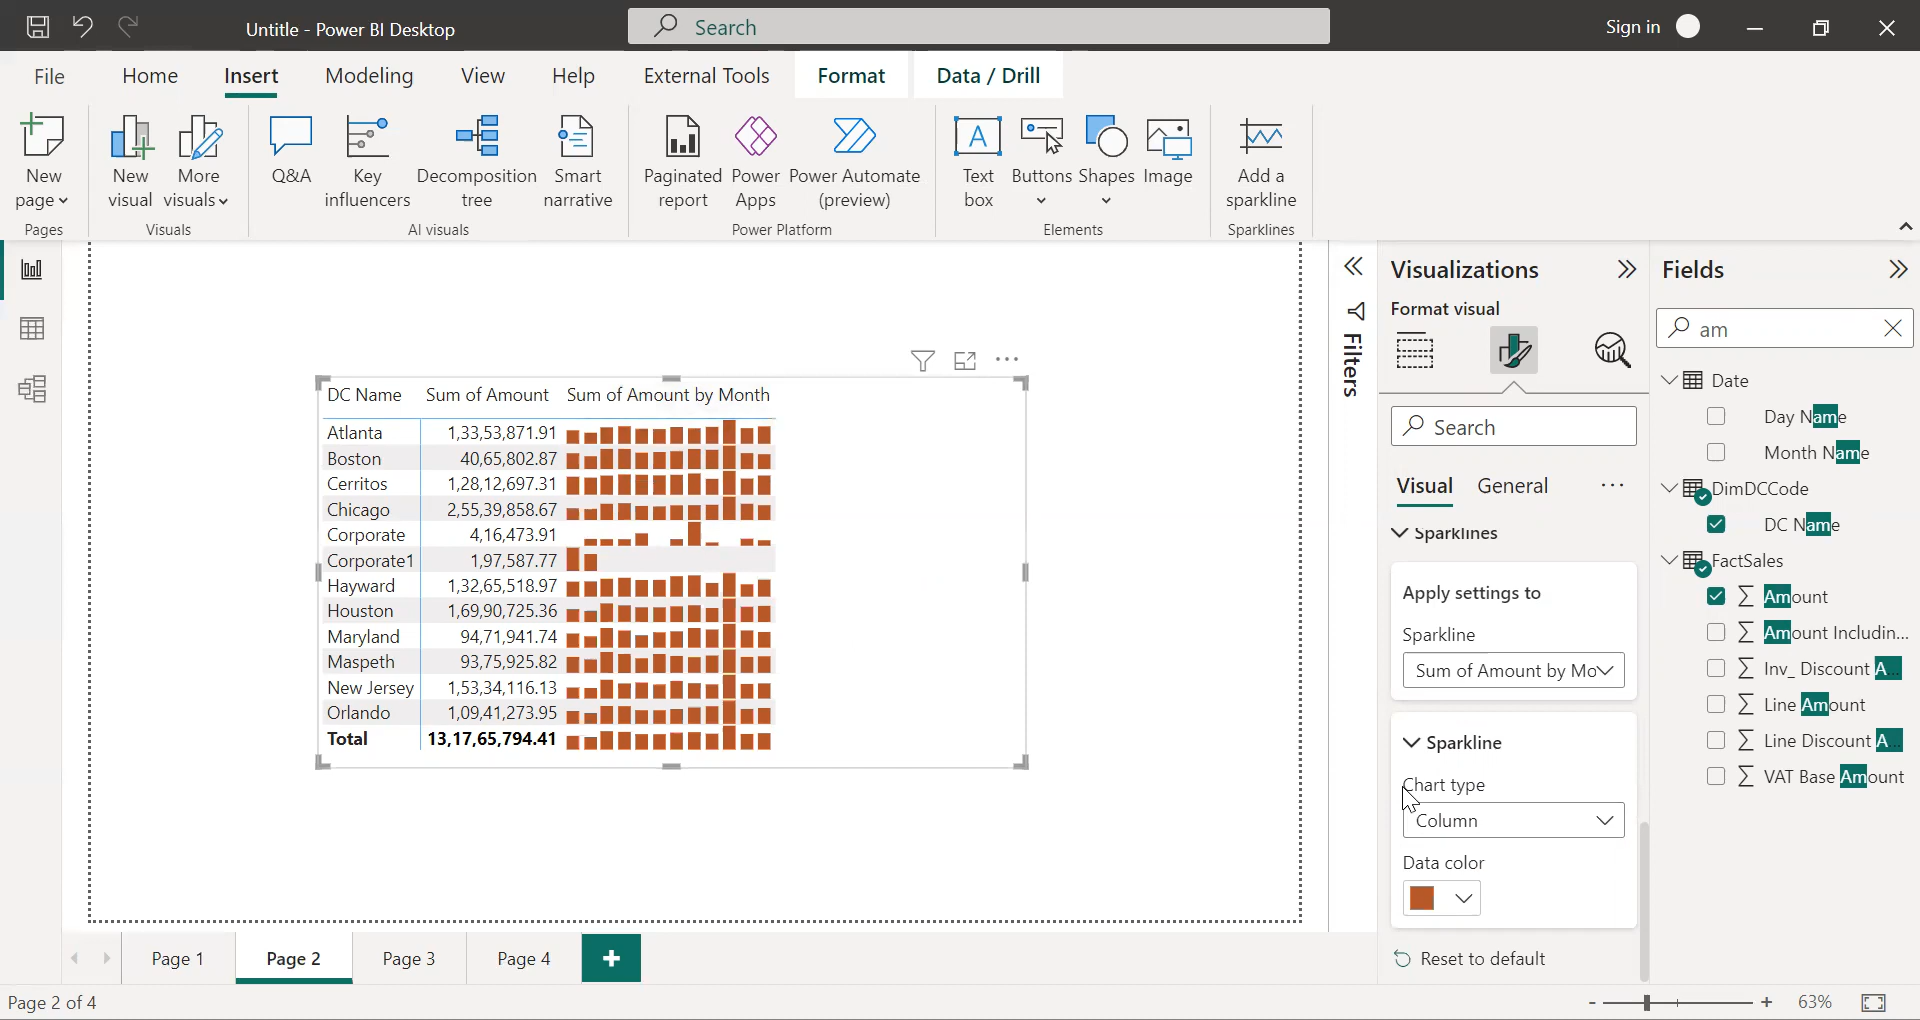 Untitle - Power BI Desktop
Search
Sign in
File
Home
Insert
Modeling
View
Help
External Tools
Format
Data / Drill
New page
New visual
More visuals
Q&A
Key influencers
Decomposition tree
Smart narrative
Paginated report
Power Apps
Power Automate (preview)
A
Text box
Buttons
Shapes
Image
Add a sparkline
Pages
Visuals
AI visuals
Power Platform
Elements
Sparklines
DC Name Sum of Amount Sum of Amount by Month
Atlanta 1,33,53,871.91
Boston 40,65,802.87
Cerritos 1,28,12,697.31
Chicago 2,55,39,858.67
Corporate 4,16,473.91
Corporate1 1,97,587.77
Hayward 1,32,65,518.97
Houston 1,69,90,725.36
Maryland 94,71,941.74
Maspeth 93,75,925.82
New Jersey 1,53,34,116.13
Orlando 1,09,41,273.95
Total 13,17,65,794.41
Filters
Visualizations
Format visual
Search
Visual
General
...
Sparklines
Apply settings to
Sparkline
Sum of Amount by Mo
Sparkline
Chart type
Column
Data color
Reset to default
Fields
am
Date
Day Name
Month Name
DimDCCode
DC Name
FactSales
Σ Amount
Σ Amount Includin...
Σ Inv_ Discount A...
Σ Line Amount
Σ Line Discount A...
Σ VAT Base Amount
Page 1
Page 2
Page 3
Page 4
+
Page 2 of 4
- + 63%